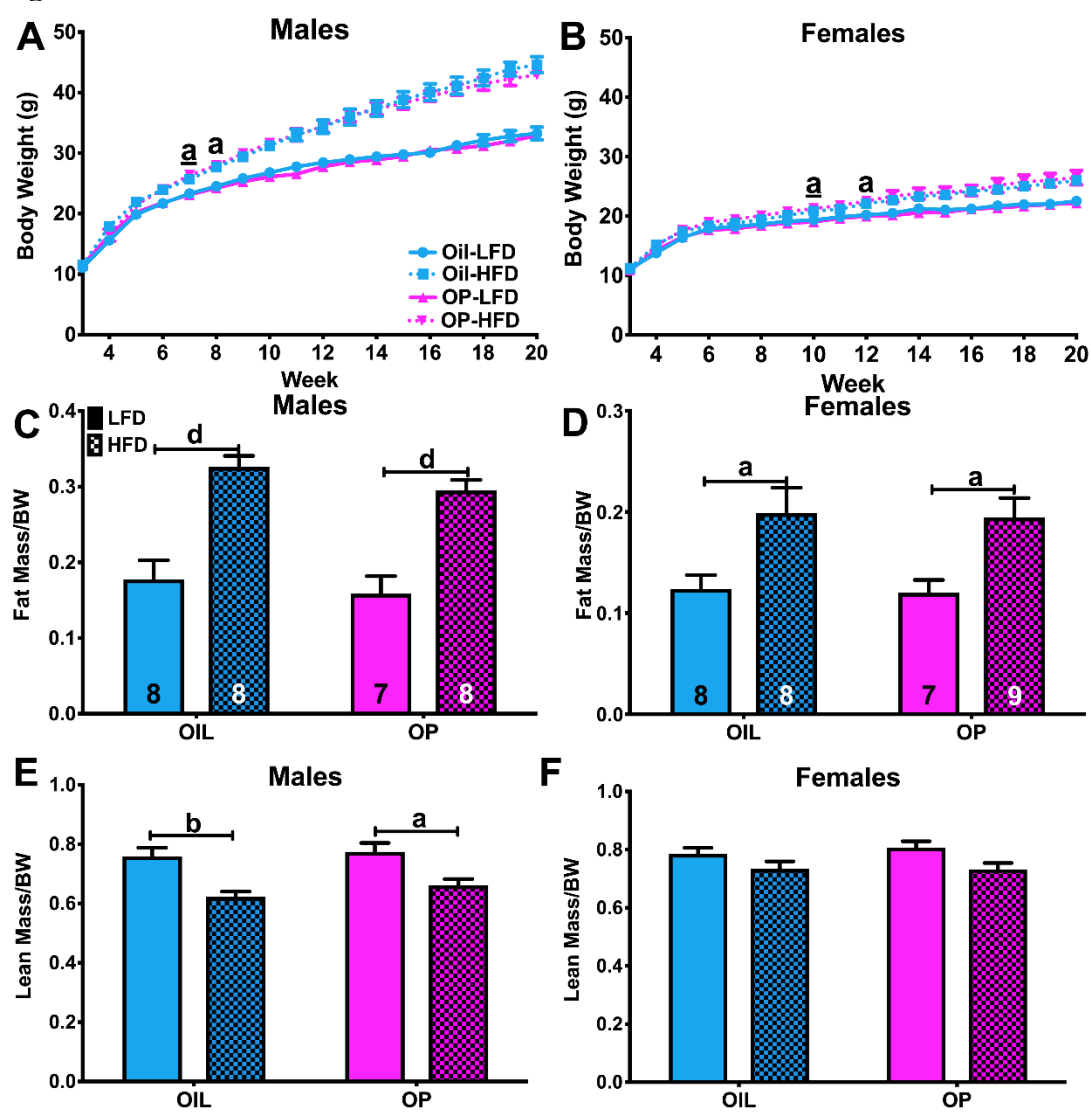 A
Males
Body Weight (g)
50
40
30
20
10
0
a
a
Oil-LFD
Oil-HFD
OP-LFD
OP-HFD
4 6 8 10 12 14 16 18 20
Week
B
Females
Body Weight (g)
50
40
30
20
10
0
a
a
4 6 8 10 12 14 16 18 20
Week
C
Males
LFD
HFD
Fat Mass/BW
0.4
0.3
0.2
0.1
0.0
d
d
8 8 7 8
OIL OP
D
Females
Fat Mass/BW
0.3
0.2
0.1
0.0
a
a
8 8 7 9
OIL OP
E
Males
Lean Mass/BW
1.0
0.8
0.6
0.4
0.2
0.0
b
a
OIL OP
F
Females
Lean Mass/BW
1.0
0.8
0.6
0.4
0.2
0.0
OIL OP